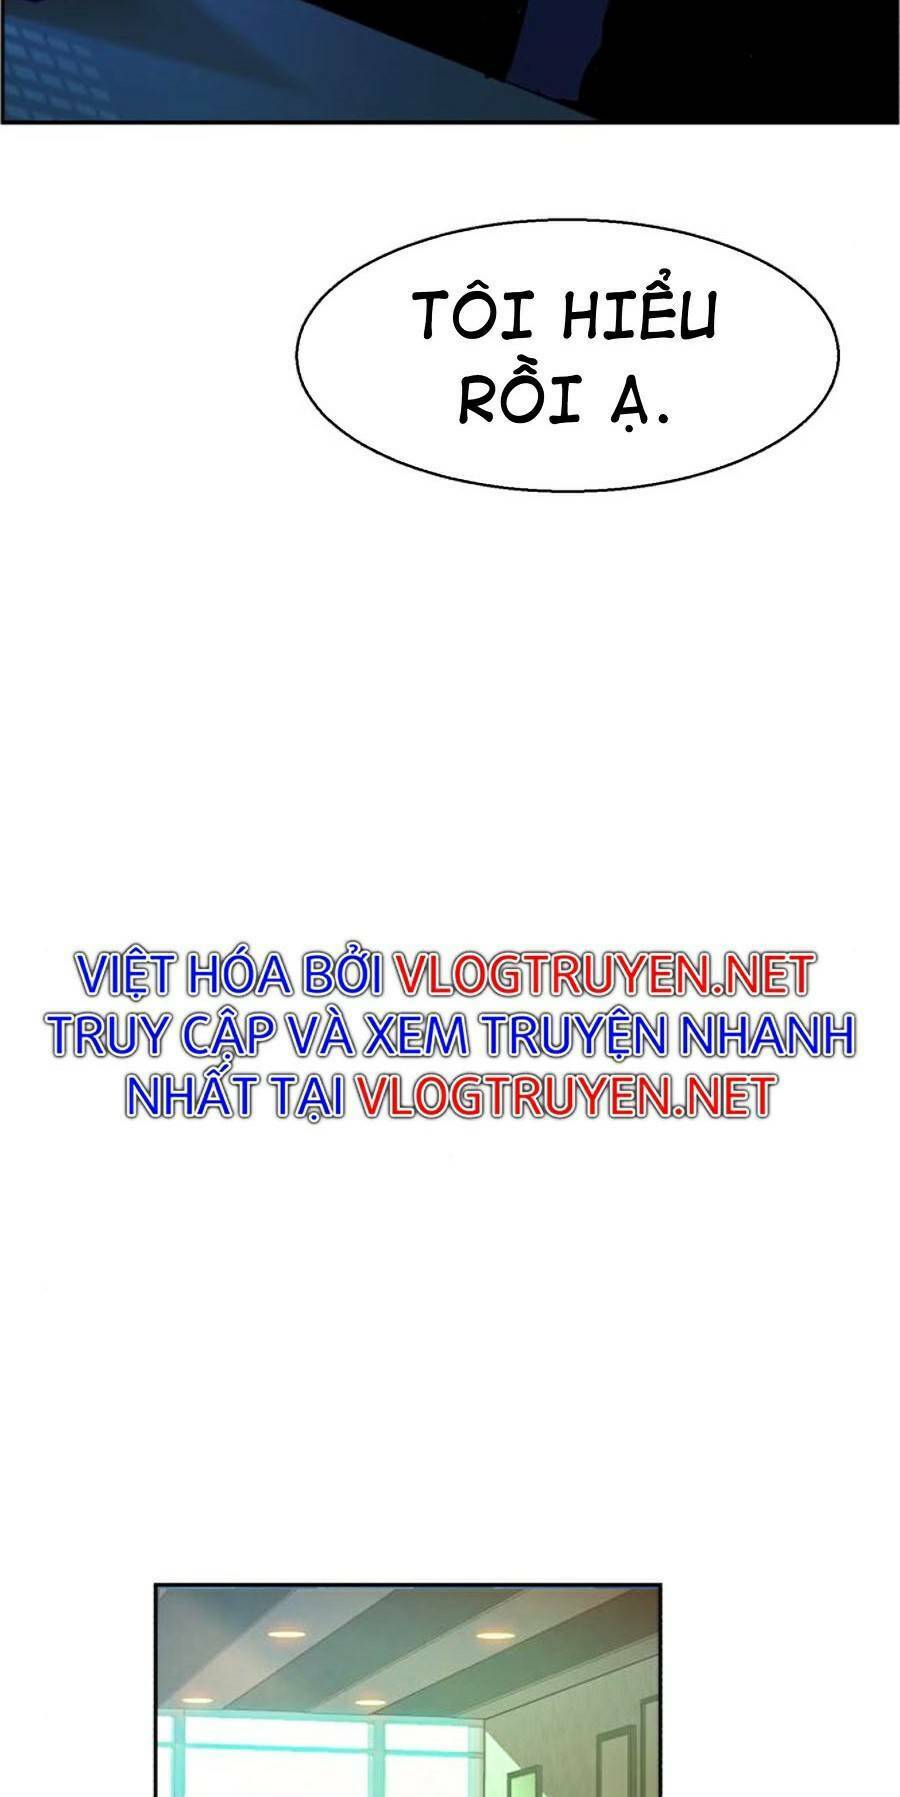 TÔI HIỂU
RỒI Ạ.
VIỆT HÓA BỞI VLOGTRUYEN.NET
TRUY CẬP VÀ XEM TRUYỆN NHANH
NHẤT TẠI VLOGTRUYEN.NET